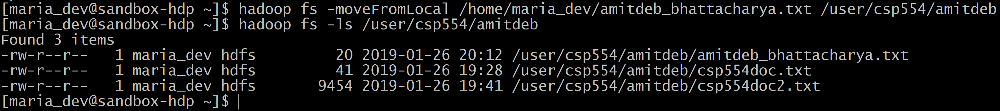 [maria_dev@sandbox-hdp ~]$ hadoop fs -moveFromLocal /home/maria_dev/amitdeb_bhattacharya.txt /user/csp554/amitdeb
[maria_dev@sandbox-hdp ~]$ hadoop fs -ls /user/csp554/amitdeb
Found 3 items
-rw-r--r--   1 maria_dev hdfs         20 2019-01-26 20:12 /user/csp554/amitdeb/amitdeb_bhattacharya.txt
-rw-r--r--   1 maria_dev hdfs         41 2019-01-26 19:28 /user/csp554/amitdeb/csp554doc.txt
-rw-r--r--   1 maria_dev hdfs       9454 2019-01-26 19:41 /user/csp554/amitdeb/csp554doc2.txt
[maria_dev@sandbox-hdp ~]$